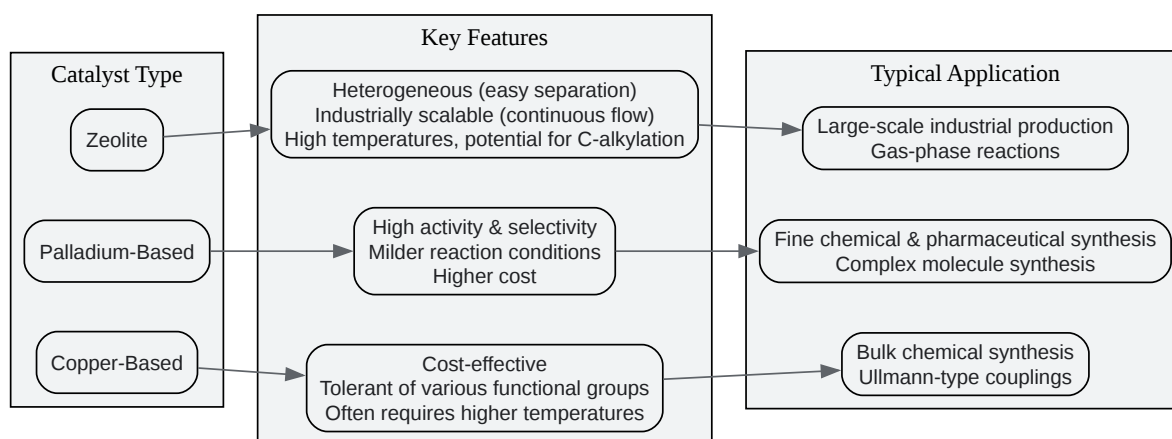 Catalyst Type
Zeolite
Palladium-Based
Copper-Based
Key Features
Heterogeneous (easy separation)
Industrially scalable (continuous flow)
High temperatures, potential for C-alkylation
High activity & selectivity
Milder reaction conditions
Higher cost
Cost-effective
Tolerant of various functional groups
Often requires higher temperatures
Typical Application
Large-scale industrial production
Gas-phase reactions
Fine chemical & pharmaceutical synthesis
Complex molecule synthesis
Bulk chemical synthesis
Ullmann-type couplings